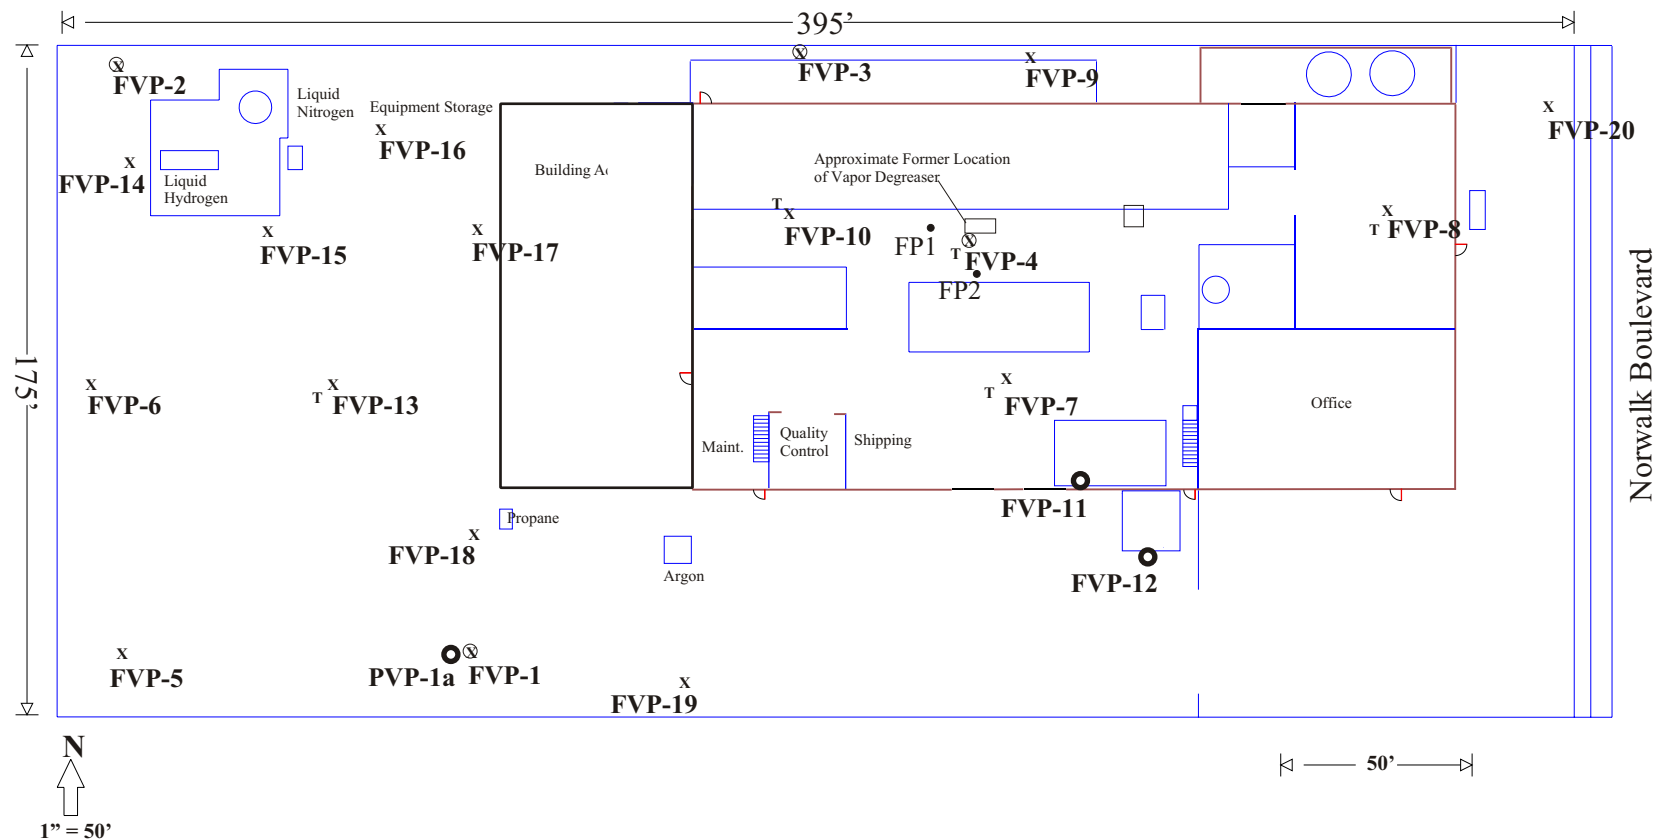 395’
FVP-2
FVP-3
FVP-9
Liquid
Nitrogen
Equipment Storage
FVP-20
FVP-16
FVP-14
Liquid
Hydrogen
Building Ac
Approximate Former Location
of Vapor Degreaser
T
FVP-10
FP1
T
FVP-4
FP2
T
FVP-8
FVP-15
FVP-17
Norwalk Boulevard
175’
FVP-6
T
FVP-13
T
FVP-7
Office
Maint.
Quality
Control
Shipping
FVP-11
Propane
FVP-18
Argon
FVP-12
FVP-5
PVP-1a
FVP-1
FVP-19
N
50’
1” = 50’